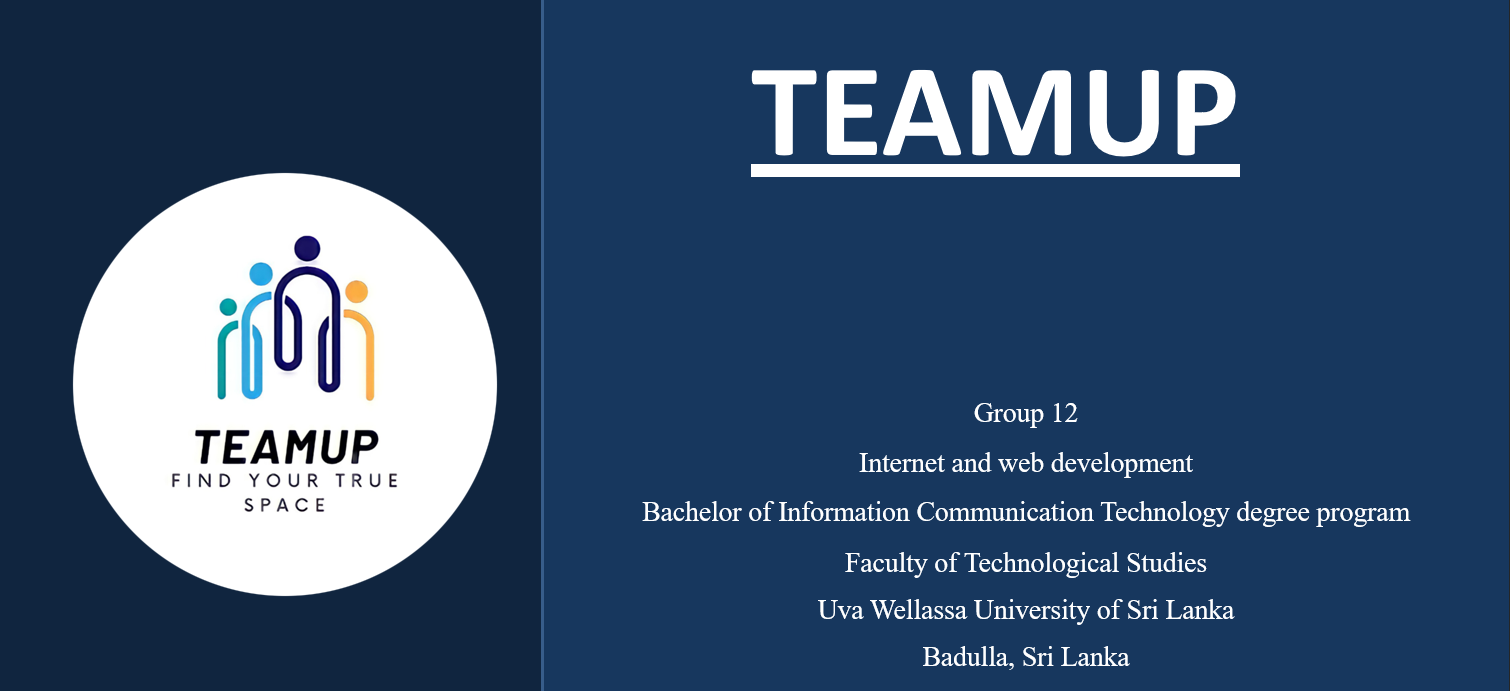 TEAMUP
TEAMUP
FIND YOUR TRUE
SPACE
Group 12
Internet and web development
Bachelor of Information Communication Technology degree program
Faculty of Technological Studies
Uva Wellassa University of Sri Lanka
Badulla, Sri Lanka